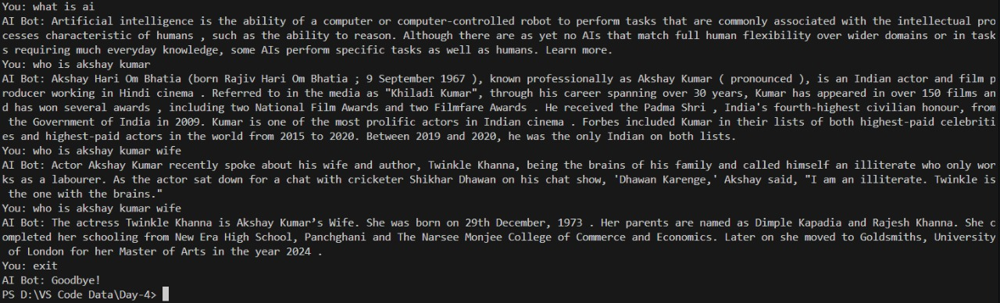 You: what is ai
AI Bot: Artificial intelligence is the ability of a computer or computer-controlled robot to perform tasks that are commonly associated with the intellectual pro
cesses characteristic of humans , such as the ability to reason. Although there are as yet no AIs that match full human flexibility over wider domains or in task
s requiring much everyday knowledge, some AIs perform specific tasks as well as humans. Learn more.
You: who is akshay kumar
AI Bot: Akshay Hari Om Bhatia (born Rajiv Hari Om Bhatia ; 9 September 1967 ), known professionally as Akshay Kumar ( pronounced ), is an Indian actor and film p
roducer working in Hindi cinema . Referred to in the media as "Khiladi Kumar", through his career spanning over 30 years, Kumar has appeared in over 150 films an
d has won several awards , including two National Film Awards and two Filmfare Awards . He received the Padma Shri , India's fourth-highest civilian honour, from
 the Government of India in 2009. Kumar is one of the most prolific actors in Indian cinema . Forbes included Kumar in their lists of both highest-paid celebriti
es and highest-paid actors in the world from 2015 to 2020. Between 2019 and 2020, he was the only Indian on both lists.
You: who is akshay kumar wife
AI Bot: Actor Akshay Kumar recently spoke about his wife and author, Twinkle Khanna, being the brains of his family and called himself an illiterate who only wor
ks as a labourer. As the actor sat down for a chat with cricketer Shikhar Dhawan on his chat show, 'Dhawan Karenge,' Akshay said, "I am an illiterate. Twinkle is
 the one with the brains."
You: who is akshay kumar wife
AI Bot: The actress Twinkle Khanna is Akshay Kumar’s Wife. She was born on 29th December, 1973 . Her parents are named as Dimple Kapadia and Rajesh Khanna. She c
ompleted her schooling from New Era High School, Panchghani and The Narsee Monjee College of Commerce and Economics. Later on she moved to Goldsmiths, University
 of London for her Master of Arts in the year 2024 .
You: exit
AI Bot: Goodbye!
PS D:\VS Code Data\Day-4>